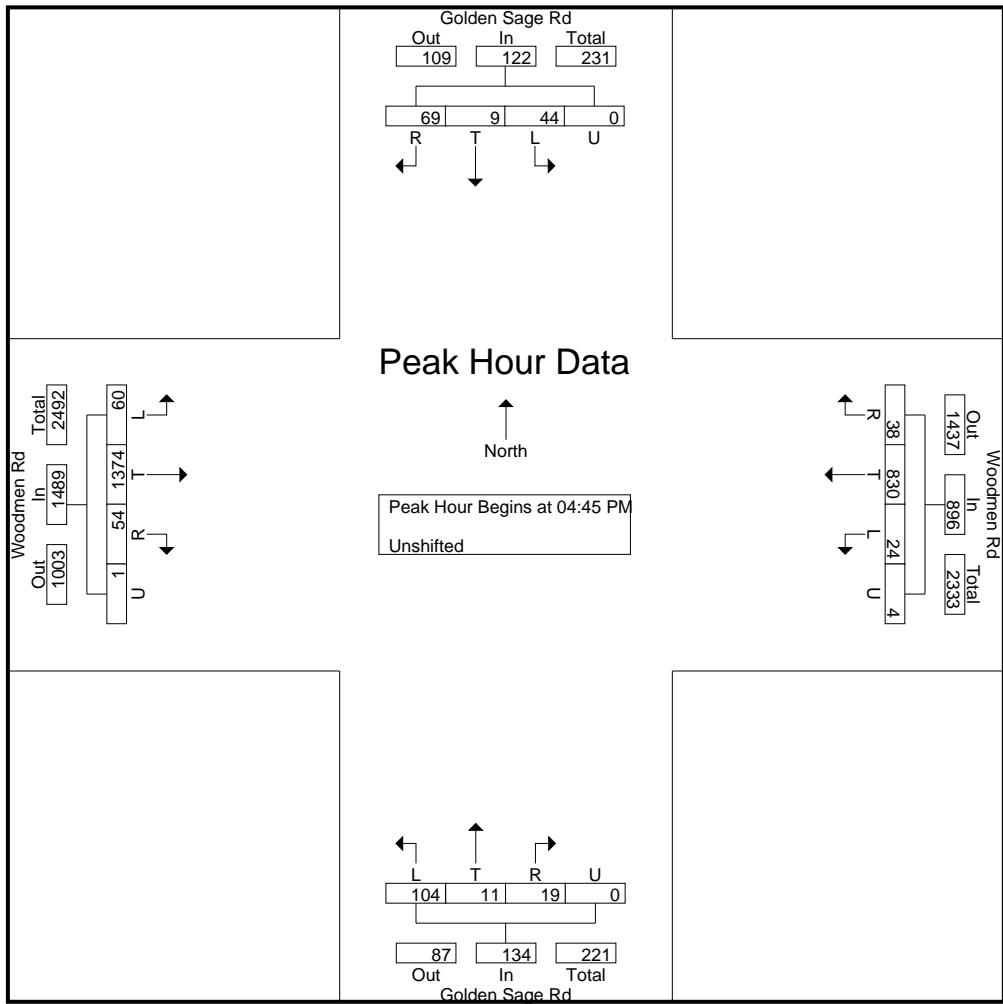 Golden Sage Rd
Out In Total
109 122 231
69 9 44 0
R T L U
Peak Hour Data
North
Peak Hour Begins at 04:45 PM
Unshifted
Woodmen Rd
Total In Out
2492 1489 1003
60 1374 54 1
L T R U
Woodmen Rd
Out In Total
1437 896 2333
38 830 24 4
R T L U
L T R U
104 11 19 0
87 134 221
Out In Total
Golden Sage Rd